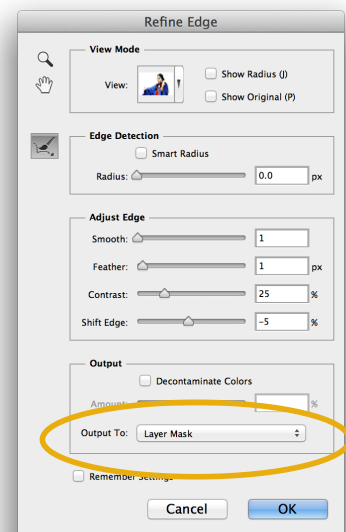 Refine Edge
View Mode
View:
Show Radius (J)
Show Original (P)
Edge Detection
Smart Radius
Radius: 0.0 px
Adjust Edge
Smooth: 1
Feather: 1 px
Contrast: 25 %
Shift Edge: -5 %
Output
Decontaminate Colors
Amount: %
Output To: Layer Mask
Remember Settings
Cancel OK